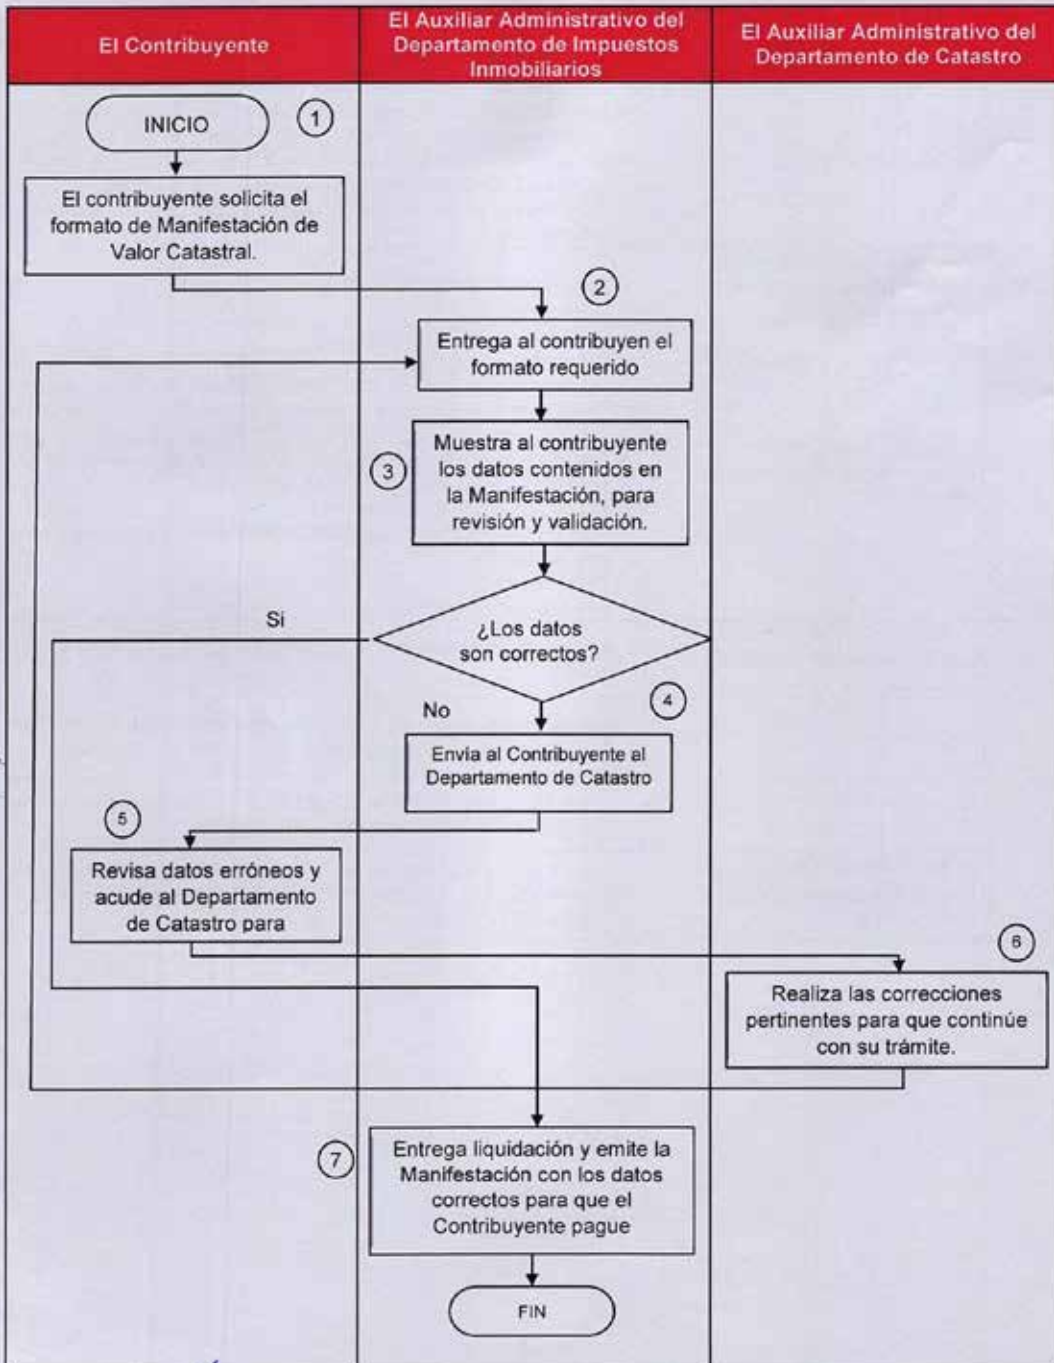 El Contribuyente
El Auxiliar Administrativo del
Departamento de Impuestos
Inmobiliarios
El Auxiliar Administrativo del
Departamento de Catastro
INICIO
1
El contribuyente solicita el
formato de Manifestación de
Valor Catastral.
2
Entrega al contribuyen el
formato requerido
3
Muestra al contribuyente
los datos contenidos en
la Manifestación, para
revisión y validación.
Si
¿Los datos
son correctos?
No
4
Envía al Contribuyente al
Departamento de Catastro
5
Revisa datos erróneos y
acude al Departamento
de Catastro para
6
Realiza las correcciones
pertinentes para que continúe
con su trámite.
7
Entrega liquidación y emite la
Manifestación con los datos
correctos para que el
Contribuyente pague
FIN